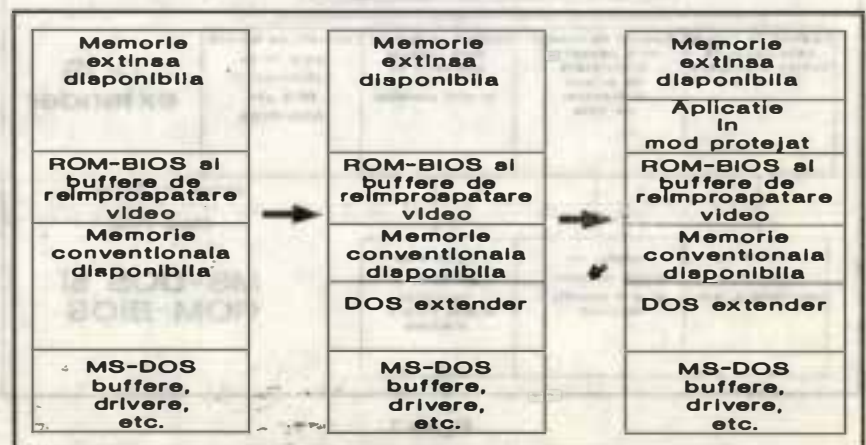 Memorie
extinsa
disponibila
ROM-BIOS si
buffere de
reimprospatare
video
Memorie
conventionala
disponibila
MS-DOS
buffere,
drivere,
etc.
Memorie
extinsa
disponibila
ROM-BIOS si
buffere de
reimprospatare
video
Memorie
conventionala
disponibila
DOS extender
MS-DOS
buffere,
drivere,
etc.
Memorie
extinsa
disponibila
Aplicatie
in
mod protejat
ROM-BIOS si
buffere de
reimprospatare
video
Memorie
conventionala
disponibila
DOS extender
MS-DOS
buffere,
drivere,
etc.